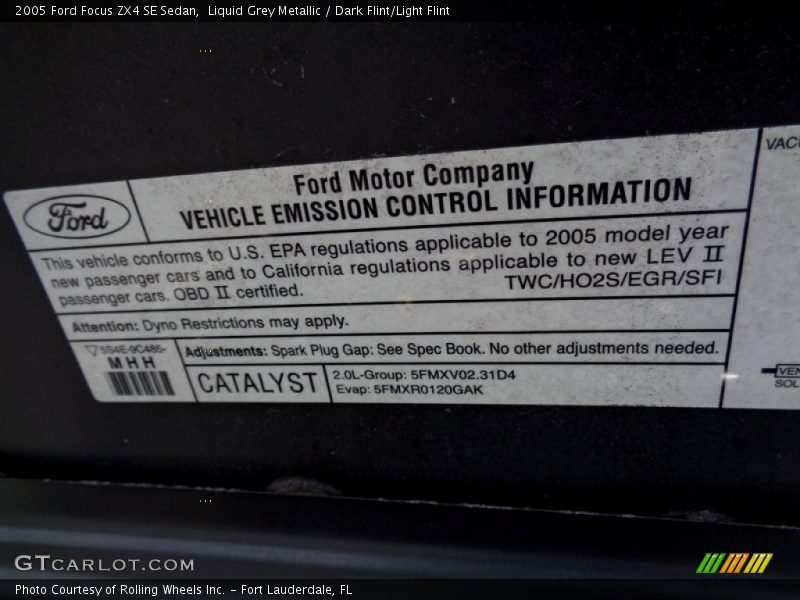 2005 Ford Focus ZX4 SE Sedan, Liquid Grey Metallic / Dark Flint/Light Flint
Ford
Ford Motor Company
VEHICLE EMISSION CONTROL INFORMATION
This vehicle conforms to U.S. EPA regulations applicable to 2005 model year
new passenger cars and to California regulations applicable to new LEV II
passenger cars. OBD II certified.
TWC/HO2S/EGR/SFI
Attention: Dyno Restrictions may apply.
5S4E-9C485-
MHH
Adjustments: Spark Plug Gap: See Spec Book. No other adjustments needed.
CATALYST
2.0L-Group: 5FMXV02.31D4
Evap: 5FMXR0120GAK
VACU
VEN
SOL
GTCARLOT.COM
Photo Courtesy of Rolling Wheels Inc. – Fort Lauderdale, FL